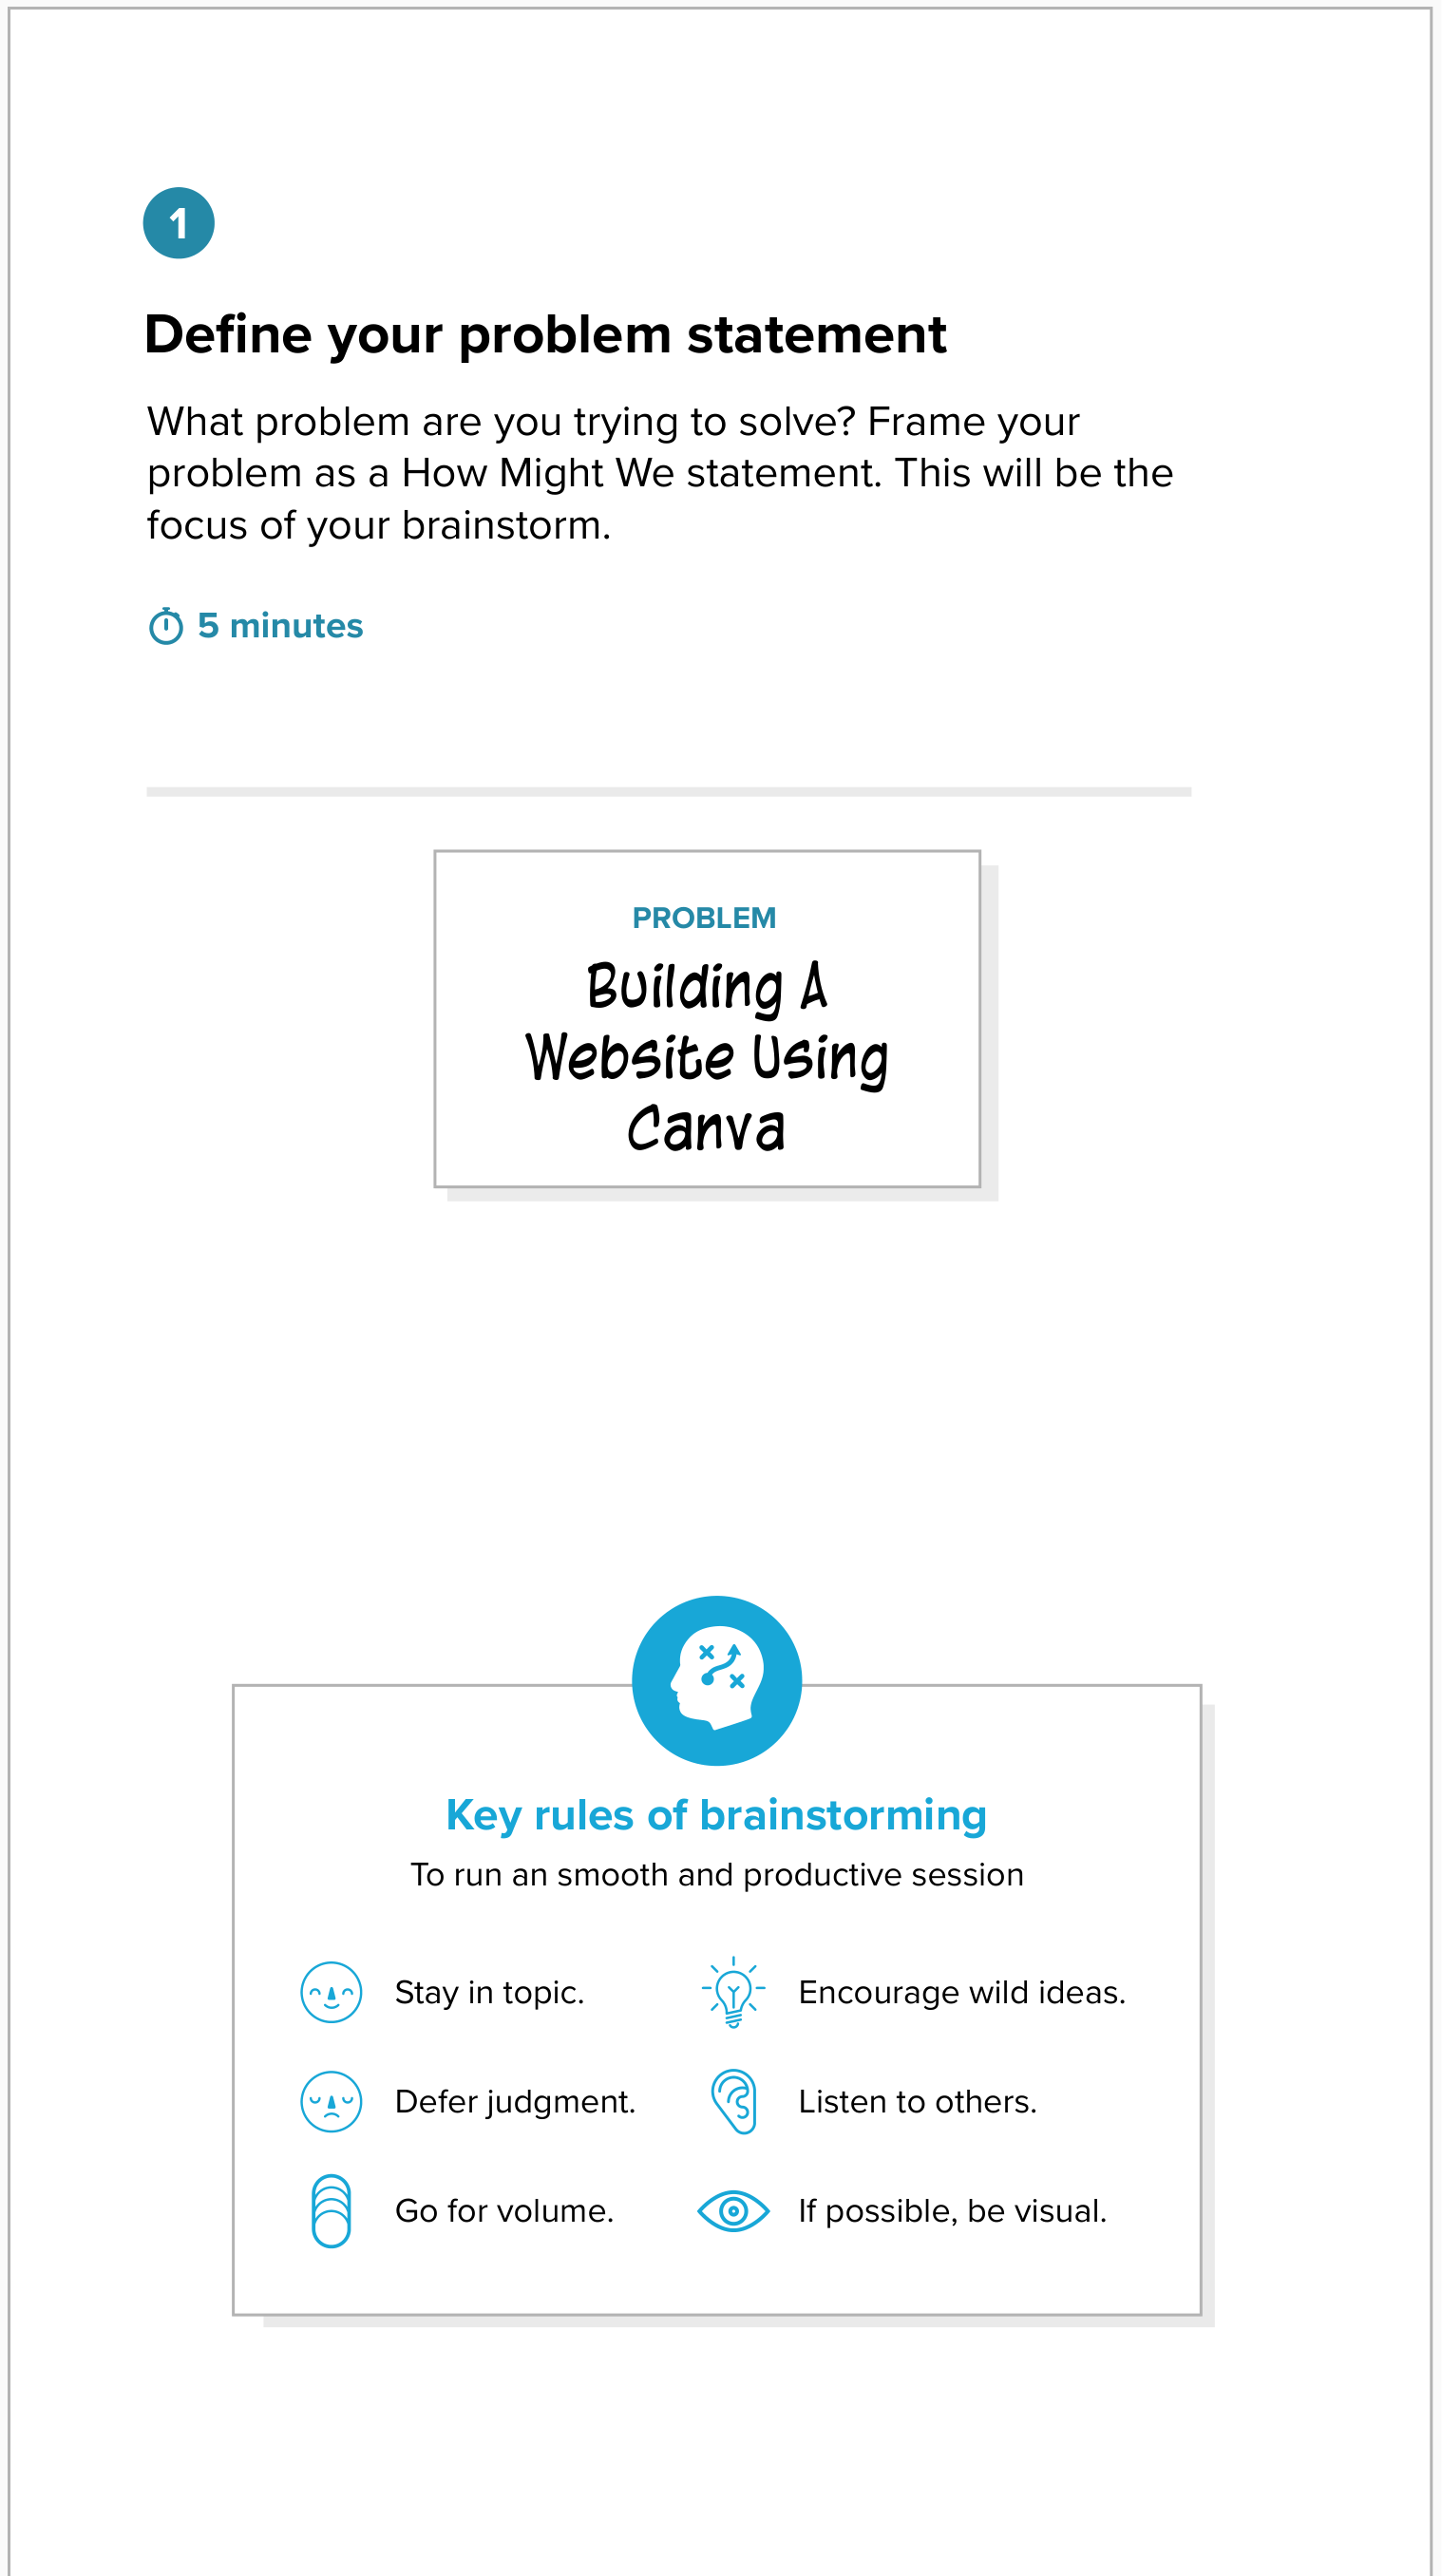 1
Define your problem statement
What problem are you trying to solve? Frame your
problem as a How Might We statement. This will be the
focus of your brainstorm.
5 minutes
PROBLEM
Building A
Website Using
Canva
Key rules of brainstorming
To run an smooth and productive session
Stay in topic.
Encourage wild ideas.
Defer judgment.
Listen to others.
Go for volume.
If possible, be visual.